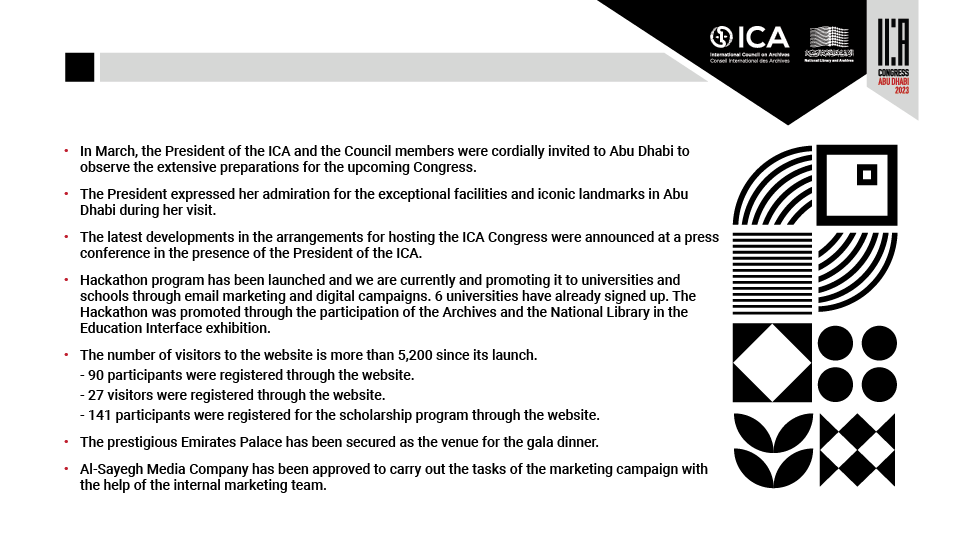 ICA
International Council on Archives
Conseil International des Archives
National Library and Archives
ICA
CONGRESS
ABU DHABI
2023
• In March, the President of the ICA and the Council members were cordially invited to Abu Dhabi to
observe the extensive preparations for the upcoming Congress.
• The President expressed her admiration for the exceptional facilities and iconic landmarks in Abu
Dhabi during her visit.
• The latest developments in the arrangements for hosting the ICA Congress were announced at a press
conference in the presence of the President of the ICA.
• Hackathon program has been launched and we are currently and promoting it to universities and
schools through email marketing and digital campaigns. 6 universities have already signed up. The
Hackathon was promoted through the participation of the Archives and the National Library in the
Education Interface exhibition.
• The number of visitors to the website is more than 5,200 since its launch.
- 90 participants were registered through the website.
- 27 visitors were registered through the website.
- 141 participants were registered for the scholarship program through the website.
• The prestigious Emirates Palace has been secured as the venue for the gala dinner.
• Al-Sayegh Media Company has been approved to carry out the tasks of the marketing campaign with
the help of the internal marketing team.